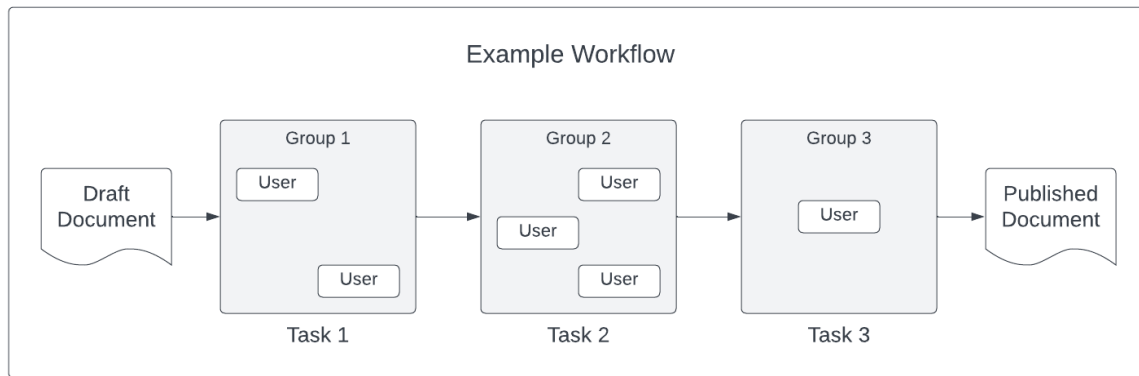 Example Workflow
Draft
Document
Group 1
User
User
Task 1
Group 2
User
User
User
Task 2
Group 3
User
Task 3
Published
Document